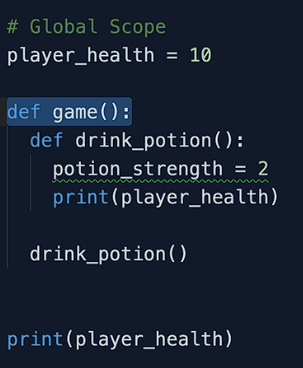 # Global Scope
player_health = 10
def game():
def drink_potion():
potion_strength = 2
print(player_health)
drink_potion()
print(player_health)